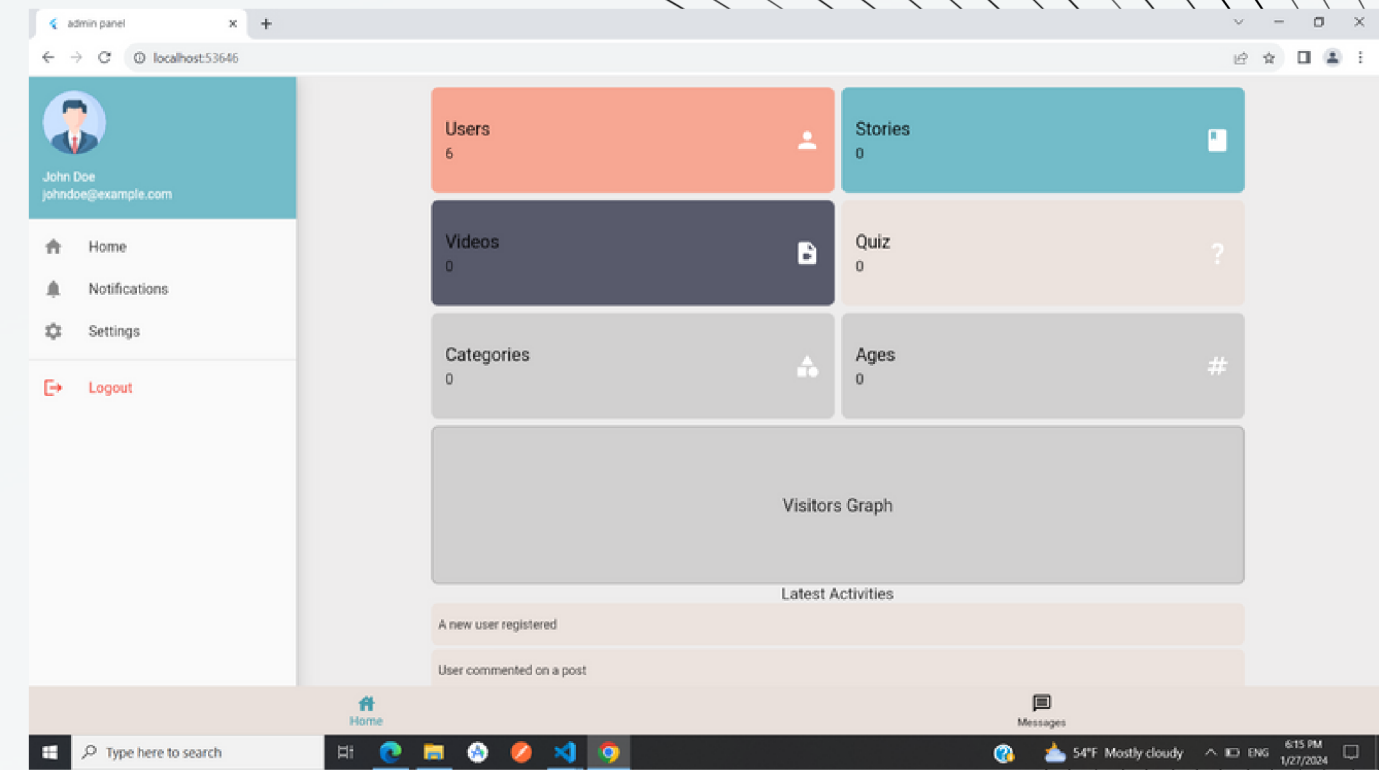 admin panel
localhost:53646
John Doe
johndoe@example.com
Home
Notifications
Settings
Logout
Users
6
Stories
0
Videos
0
Quiz
0
?
Categories
0
Ages
0
#
Visitors Graph
Latest Activities
A new user registered
User commented on a post
Home
Messages
Type here to search
54°F Mostly cloudy
ENG
6:15 PM
1/27/2024